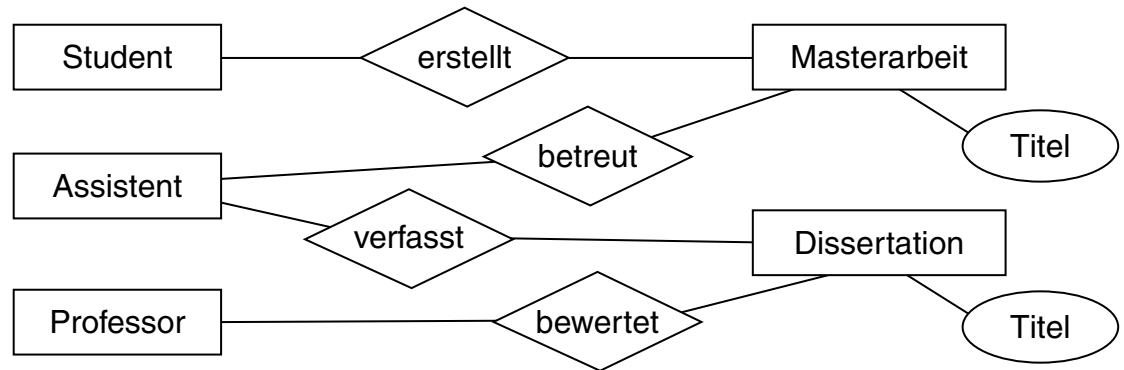 Student
erstellt
Masterarbeit
Titel
betreut
Assistent
verfasst
Dissertation
Professor
bewertet
Titel